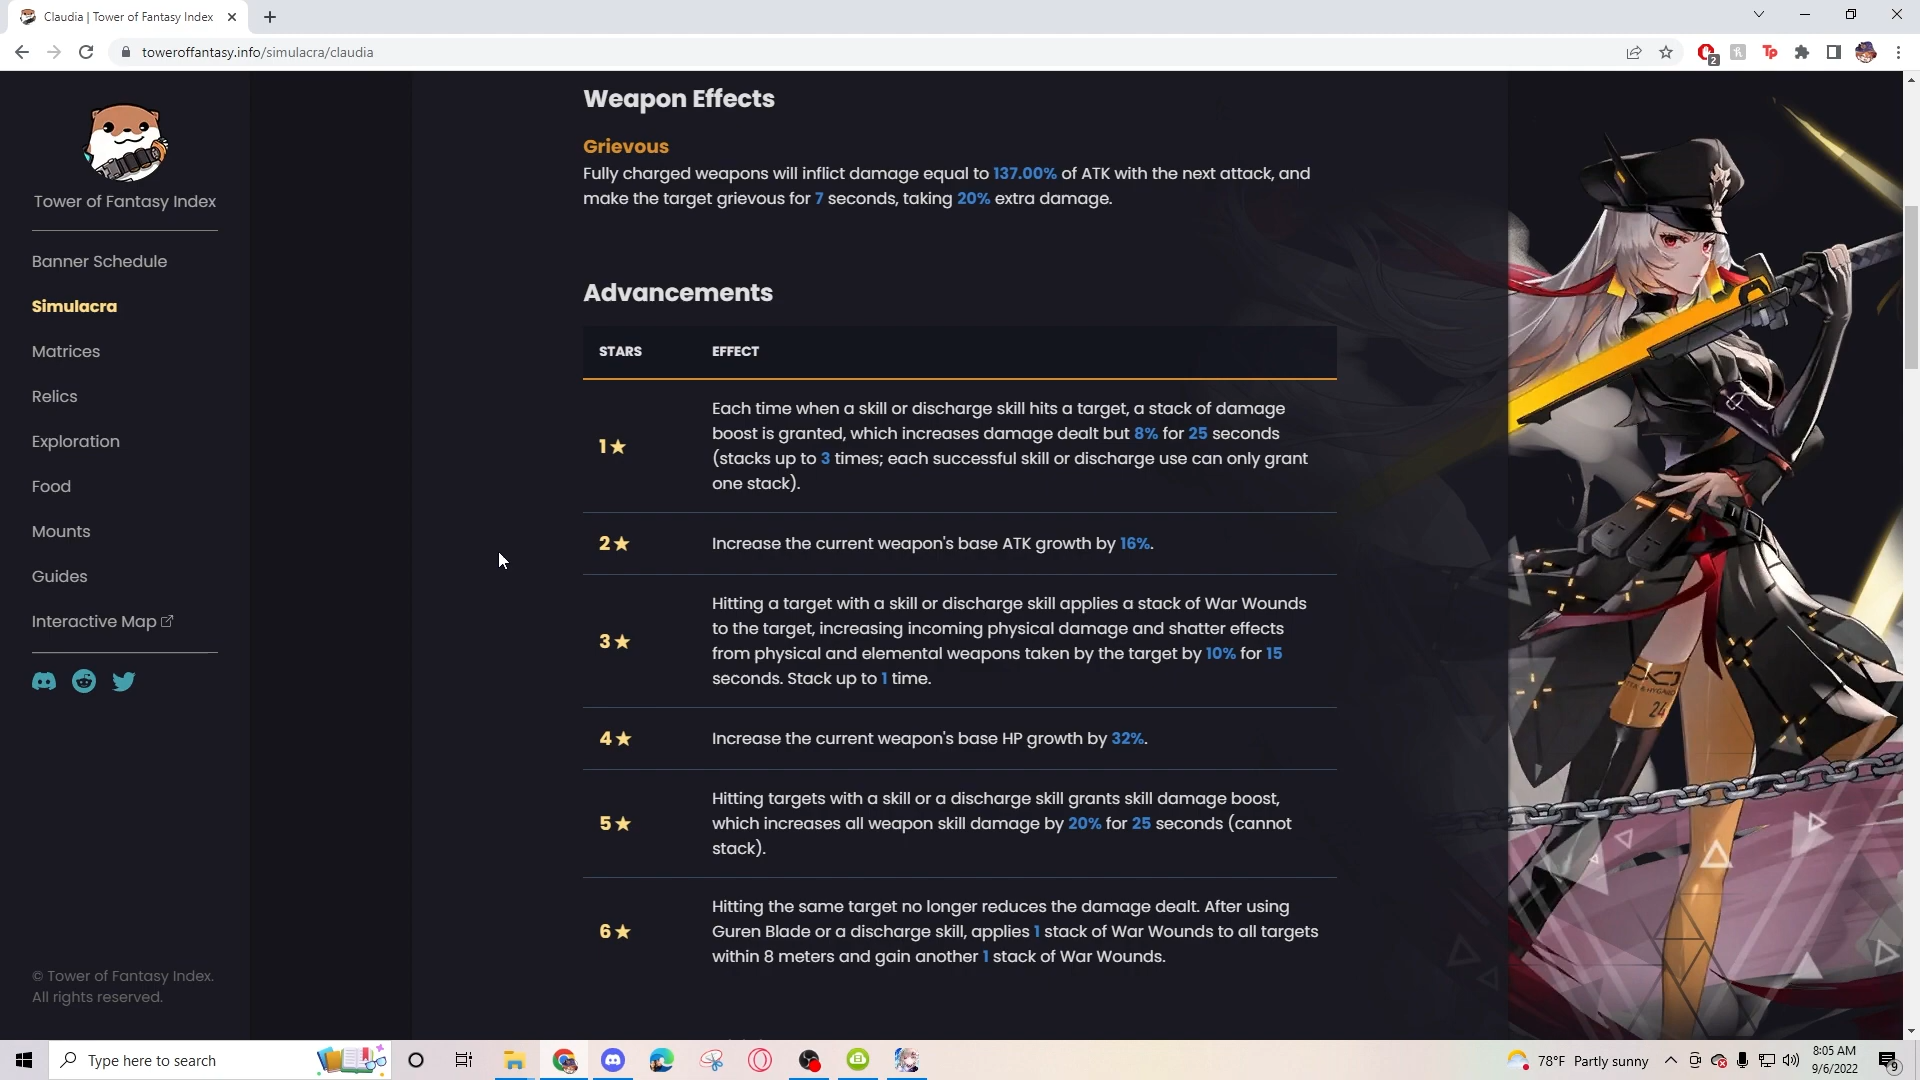 Claudia | Tower of Fantasy Index
toweroffantasy.info/simulacra/claudia
2
Tp
Tower of Fantasy Index
Banner Schedule
Simulacra
Matrices
Relics
Exploration
Food
Mounts
Guides
Interactive Map
© Tower of Fantasy Index.
All rights reserved.
Weapon Effects
Grievous
Fully charged weapons will inflict damage equal to 137.00% of ATK with the next attack, and
make the target grievous for 7 seconds, taking 20% extra damage.
Advancements
STARS EFFECT
1★
Each time when a skill or discharge skill hits a target, a stack of damage
boost is granted, which increases damage dealt but 8% for 25 seconds
(stacks up to 3 times; each successful skill or discharge use can only grant
one stack).
2★ Increase the current weapon's base ATK growth by 16%.
3★
Hitting a target with a skill or discharge skill applies a stack of War Wounds
to the target, increasing incoming physical damage and shatter effects
from physical and elemental weapons taken by the target by 10% for 15
seconds. Stack up to 1 time.
4★ Increase the current weapon's base HP growth by 32%.
5★
Hitting targets with a skill or a discharge skill grants skill damage boost,
which increases all weapon skill damage by 20% for 25 seconds (cannot
stack).
6★
Hitting the same target no longer reduces the damage dealt. After using
Guren Blade or a discharge skill, applies 1 stack of War Wounds to all targets
within 8 meters and gain another 1 stack of War Wounds.
24
Type here to search
78°F Partly sunny
8:05 AM
9/6/2022
9